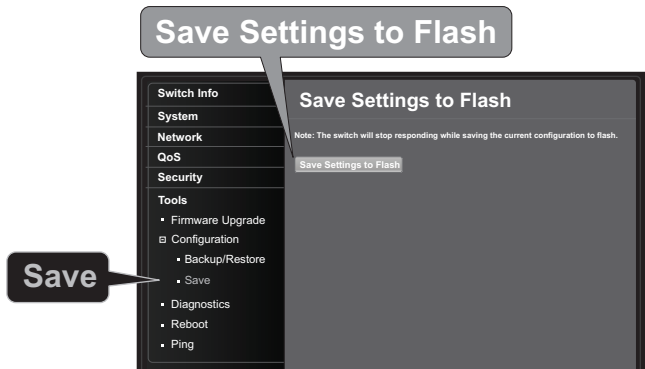 Save Settings to Flash
Switch Info
System
Network
QoS
Security
Tools
Firmware Upgrade
Configuration
Backup/Restore
Save
Diagnostics
Reboot
Ping
Save
Save Settings to Flash
Note: The switch will stop responding while saving the current configuration to flash.
Save Settings to Flash